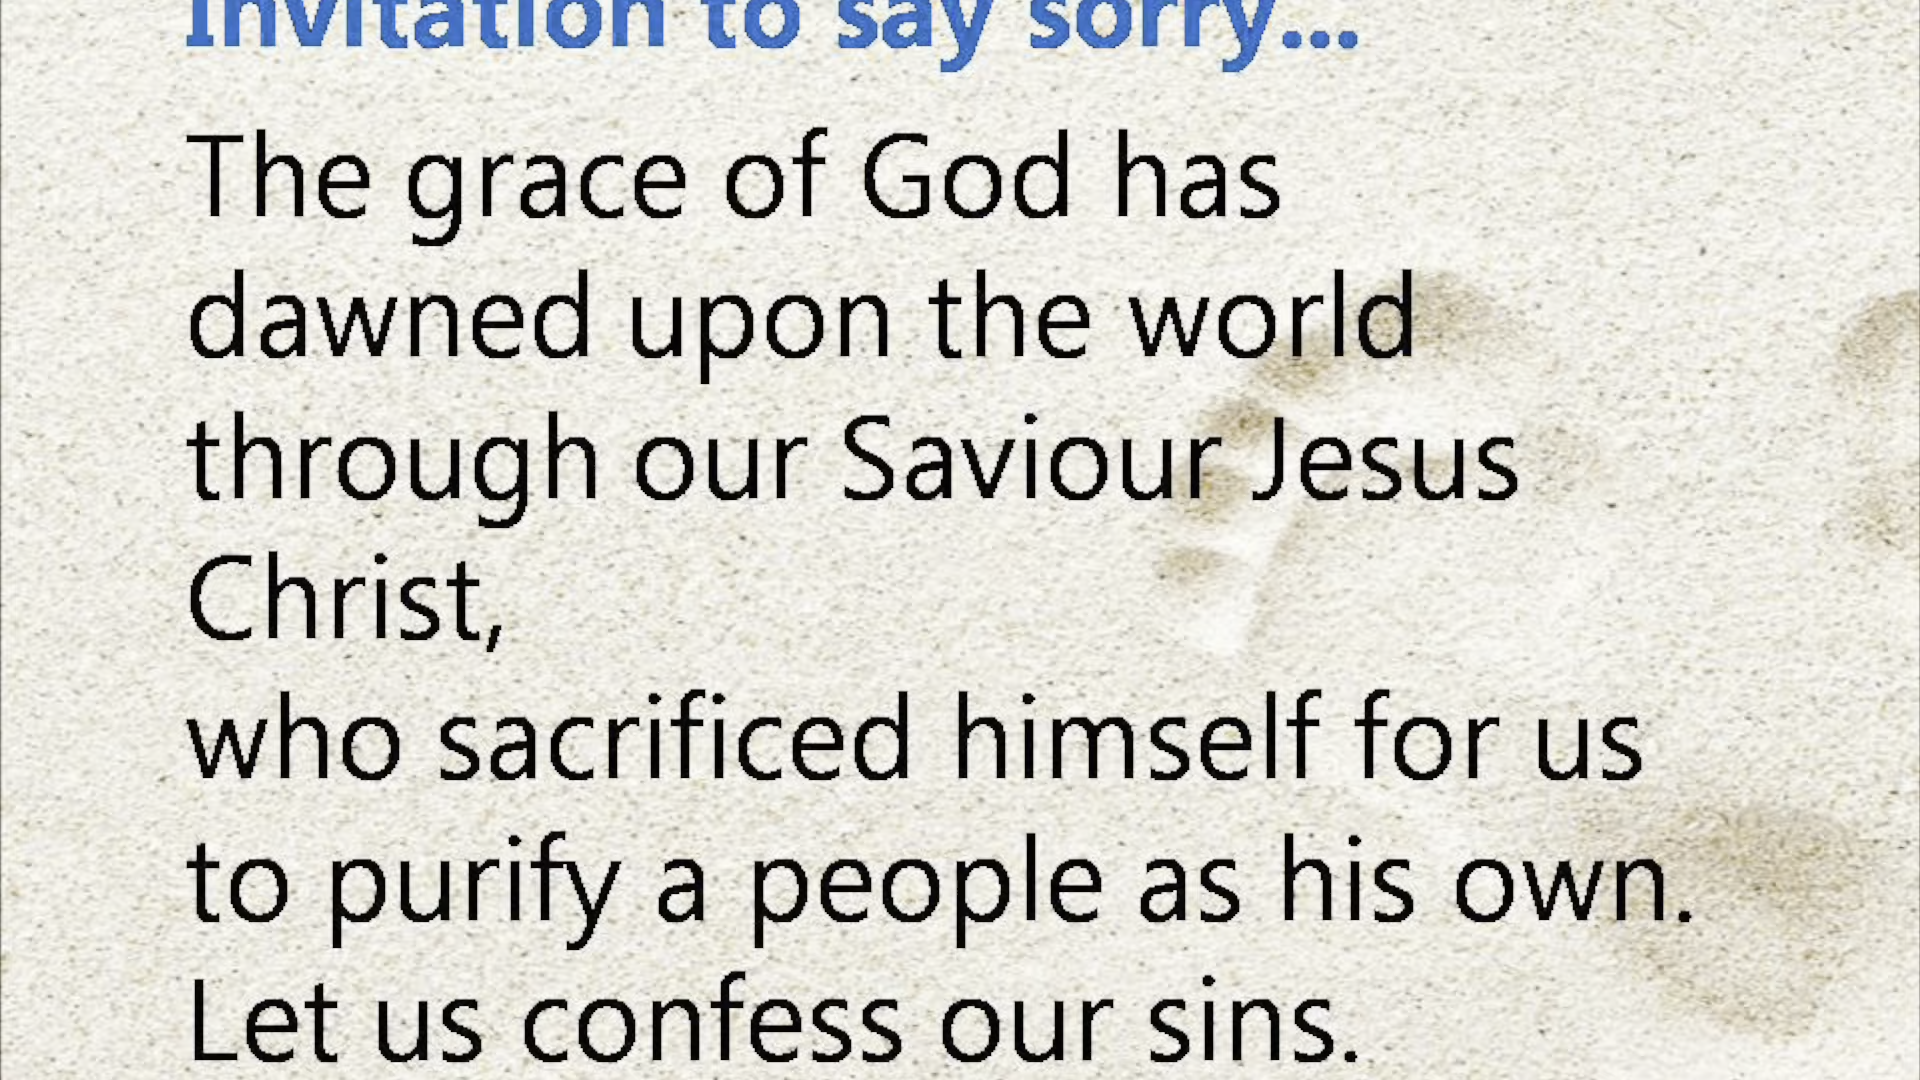 Invitation to say sorry...
The grace of God has
dawned upon the world
through our Saviour Jesus
Christ,
who sacrificed himself for us
to purify a people as his own.
Let us confess our sins.